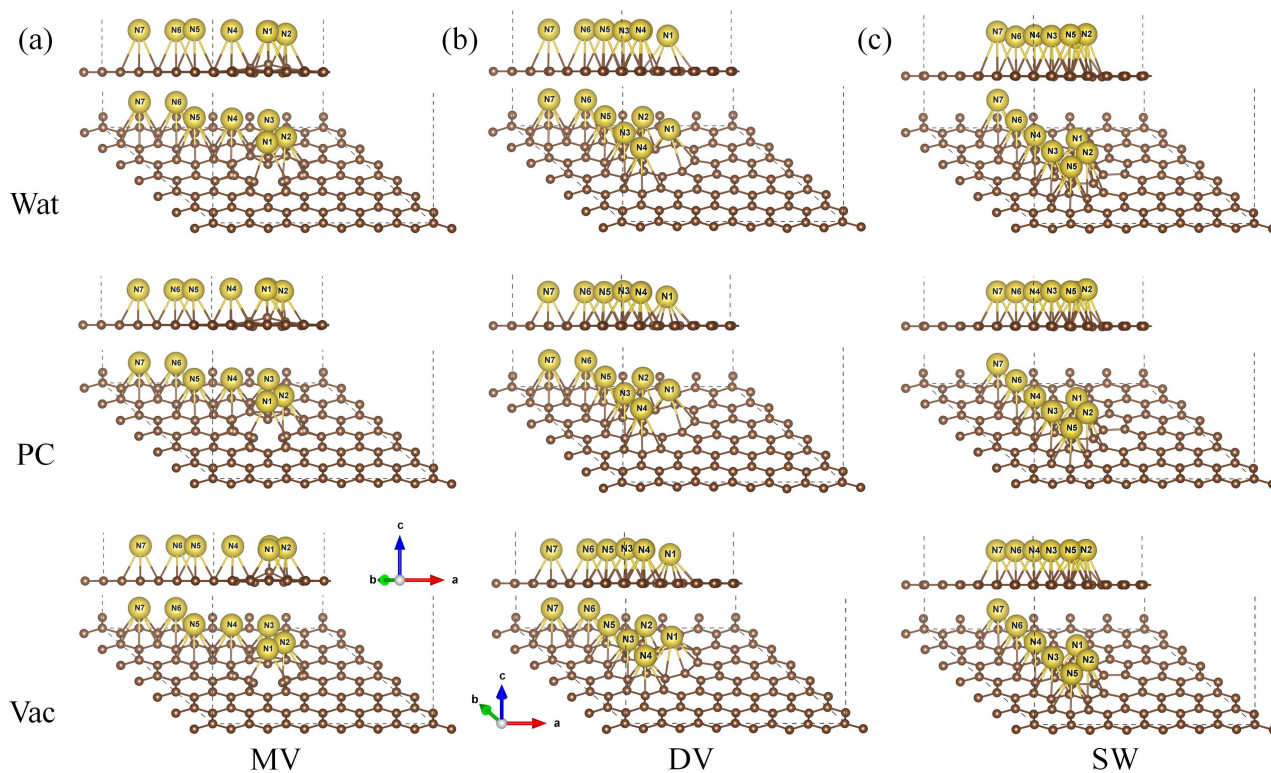 (a) (b) (c)
N7 N6 N5 N4 N1 N2
N7 N6 N5 N3 N4 N1
N7 N6 N4 N3 N5 N2
N7 N6 N5 N4 N3 N1 N2
N7 N6 N5 N3 N2 N4 N1
N7 N6 N4 N3 N1 N2 N5
Wat
N7 N6 N5 N4 N1 N2
N7 N6 N5 N3 N4 N1
N7 N6 N4 N3 N5 N2
N7 N6 N5 N4 N3 N1 N2
N7 N6 N5 N3 N2 N4 N1
N7 N6 N4 N3 N1 N2 N5
PC
N7 N6 N5 N4 N1 N2
c
b a
N7 N6 N5 N3 N4 N1
N7 N6 N4 N3 N5 N2
N7 N6 N5 N4 N3 N1 N2
N7 N6 N5 N3 N2 N4 N1
c
b
a
N7 N6 N4 N3 N1 N2 N5
Vac
MV DV SW